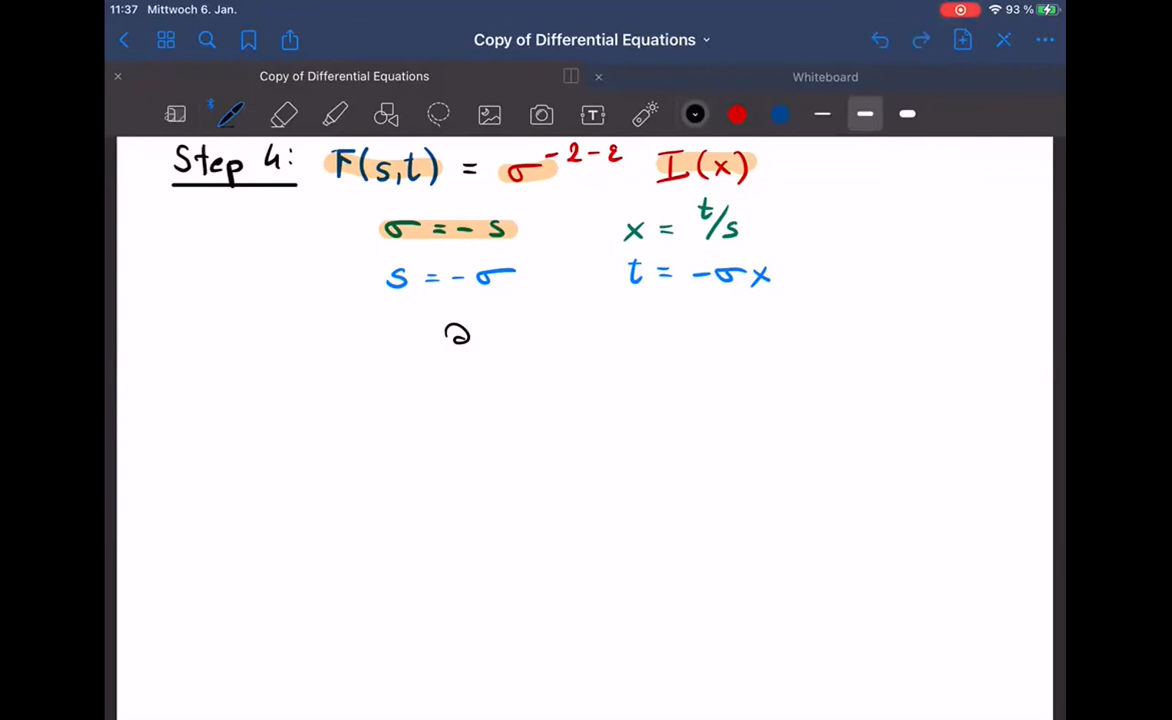 11:37 Mittwoch 6. Jan. 93 %
Copy of Differential Equations
Copy of Differential Equations Whiteboard
T
Step 4: F(s,t) = σ^{-2-2} I(x)
σ = - s x = t/s
s = - σ t = -σx
∂